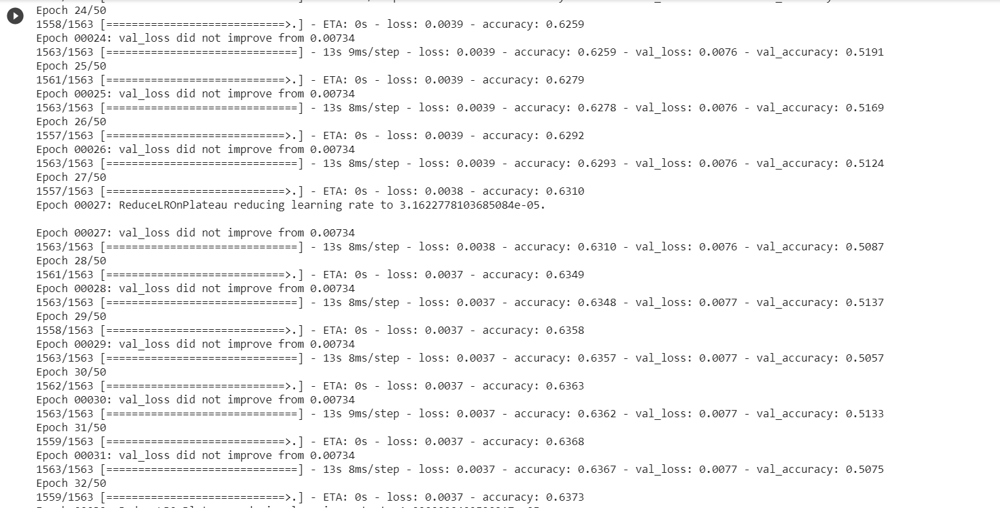 Epoch 24/50
1558/1563 [============================>.] - ETA: 0s - loss: 0.0039 - accuracy: 0.6259
Epoch 00024: val_loss did not improve from 0.00734
1563/1563 [==============================] - 13s 9ms/step - loss: 0.0039 - accuracy: 0.6259 - val_loss: 0.0076 - val_accuracy: 0.5191
Epoch 25/50
1561/1563 [============================>.] - ETA: 0s - loss: 0.0039 - accuracy: 0.6279
Epoch 00025: val_loss did not improve from 0.00734
1563/1563 [==============================] - 13s 8ms/step - loss: 0.0039 - accuracy: 0.6278 - val_loss: 0.0076 - val_accuracy: 0.5169
Epoch 26/50
1557/1563 [============================>.] - ETA: 0s - loss: 0.0039 - accuracy: 0.6292
Epoch 00026: val_loss did not improve from 0.00734
1563/1563 [==============================] - 13s 8ms/step - loss: 0.0039 - accuracy: 0.6293 - val_loss: 0.0076 - val_accuracy: 0.5124
Epoch 27/50
1557/1563 [============================>.] - ETA: 0s - loss: 0.0038 - accuracy: 0.6310
Epoch 00027: ReduceLROnPlateau reducing learning rate to 3.1622778103685084e-05.
Epoch 00027: val_loss did not improve from 0.00734
1563/1563 [==============================] - 13s 8ms/step - loss: 0.0038 - accuracy: 0.6310 - val_loss: 0.0076 - val_accuracy: 0.5087
Epoch 28/50
1561/1563 [============================>.] - ETA: 0s - loss: 0.0037 - accuracy: 0.6349
Epoch 00028: val_loss did not improve from 0.00734
1563/1563 [==============================] - 13s 8ms/step - loss: 0.0037 - accuracy: 0.6348 - val_loss: 0.0077 - val_accuracy: 0.5137
Epoch 29/50
1558/1563 [============================>.] - ETA: 0s - loss: 0.0037 - accuracy: 0.6358
Epoch 00029: val_loss did not improve from 0.00734
1563/1563 [==============================] - 13s 8ms/step - loss: 0.0037 - accuracy: 0.6357 - val_loss: 0.0077 - val_accuracy: 0.5057
Epoch 30/50
1562/1563 [============================>.] - ETA: 0s - loss: 0.0037 - accuracy: 0.6363
Epoch 00030: val_loss did not improve from 0.00734
1563/1563 [==============================] - 13s 9ms/step - loss: 0.0037 - accuracy: 0.6362 - val_loss: 0.0077 - val_accuracy: 0.5133
Epoch 31/50
1559/1563 [============================>.] - ETA: 0s - loss: 0.0037 - accuracy: 0.6368
Epoch 00031: val_loss did not improve from 0.00734
1563/1563 [==============================] - 13s 8ms/step - loss: 0.0037 - accuracy: 0.6367 - val_loss: 0.0077 - val_accuracy: 0.5075
Epoch 32/50
1559/1563 [============================>.] - ETA: 0s - loss: 0.0037 - accuracy: 0.6373